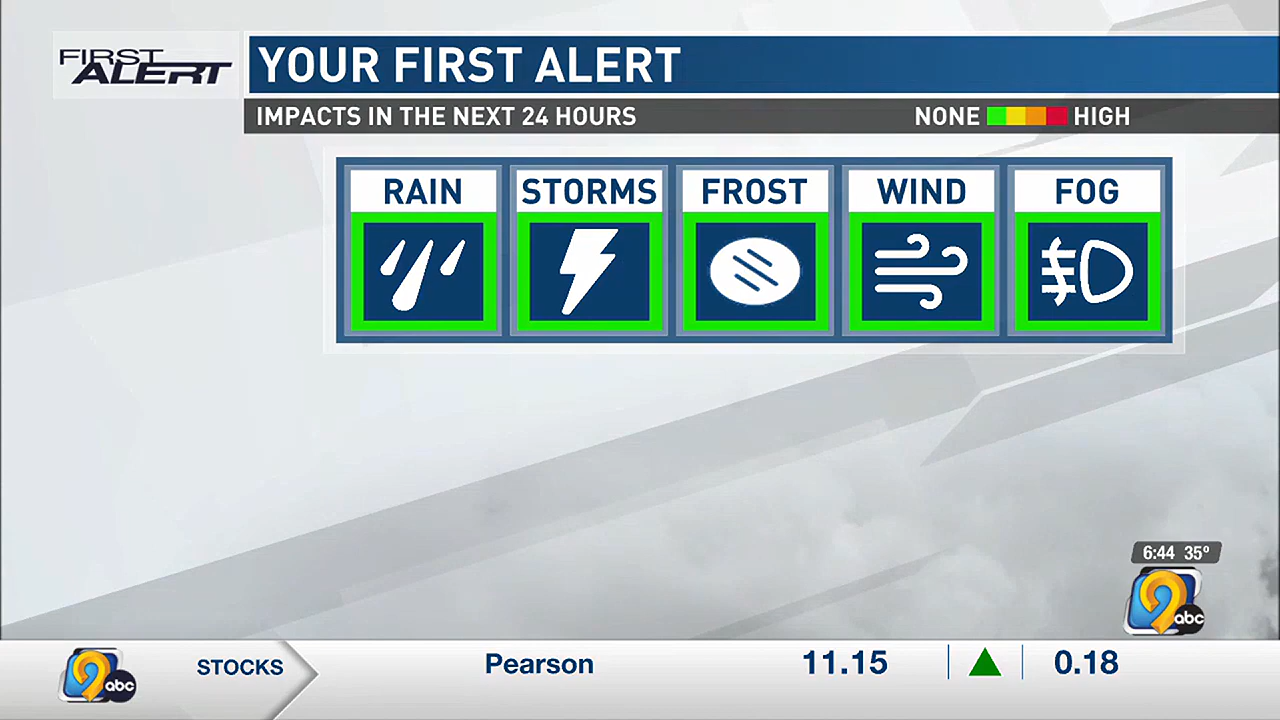 FIRST ALERT
YOUR FIRST ALERT
IMPACTS IN THE NEXT 24 HOURS
NONE HIGH
RAIN STORMS FROST WIND FOG
6:44 35°
9 abc
9 abc STOCKS Pearson 11.15 0.18